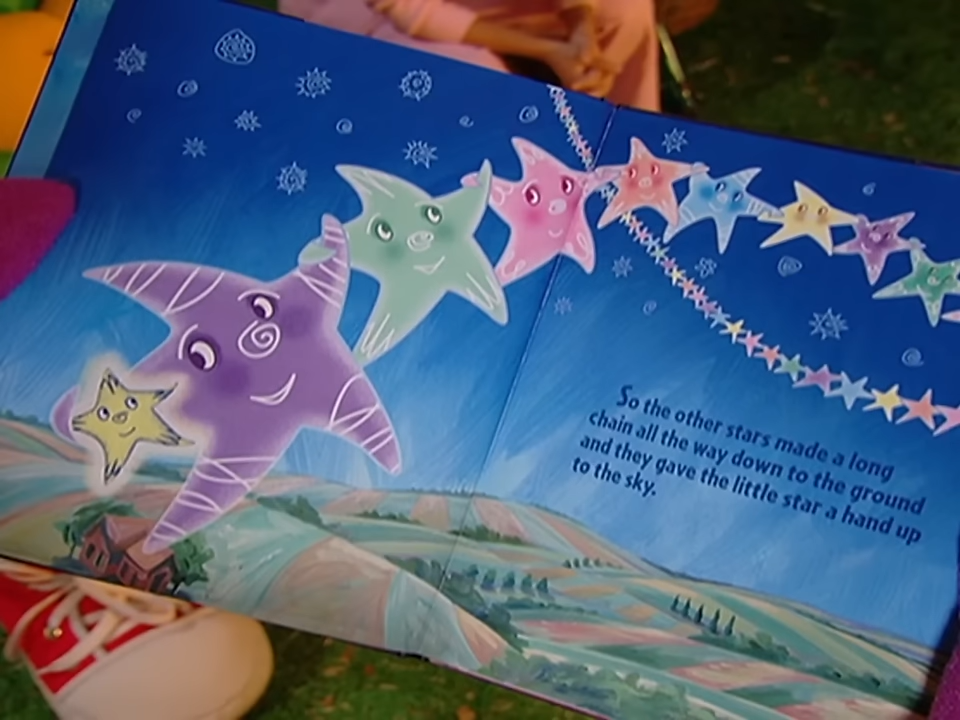 So the other stars made a long
chain all the way down to the ground
and they gave the little star a hand up
to the sky.